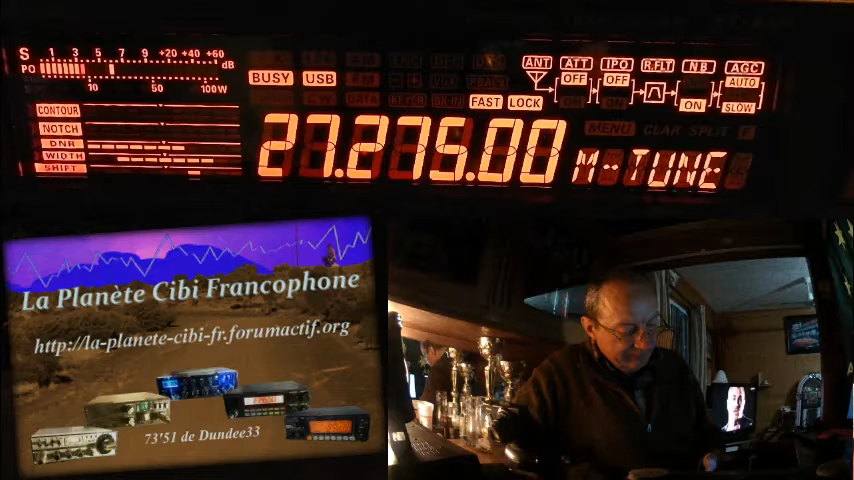 S 1 3 5 7 9 +20 +40 +60 dB
PO 10 50 100W
BUSY USB
FAST LOCK
ANT ATT IPO R.FLT NB AGC
OFF OFF AUTO
ON SLOW
CONTOUR
NOTCH
DNR
WIDTH
SHIFT
27.275.00 M-TUNE
MENU CLAR SPLIT
La Planète Cibi Francophone
http://la-planete-cibi-fr.forumactif.org
73'51 de Dundee33